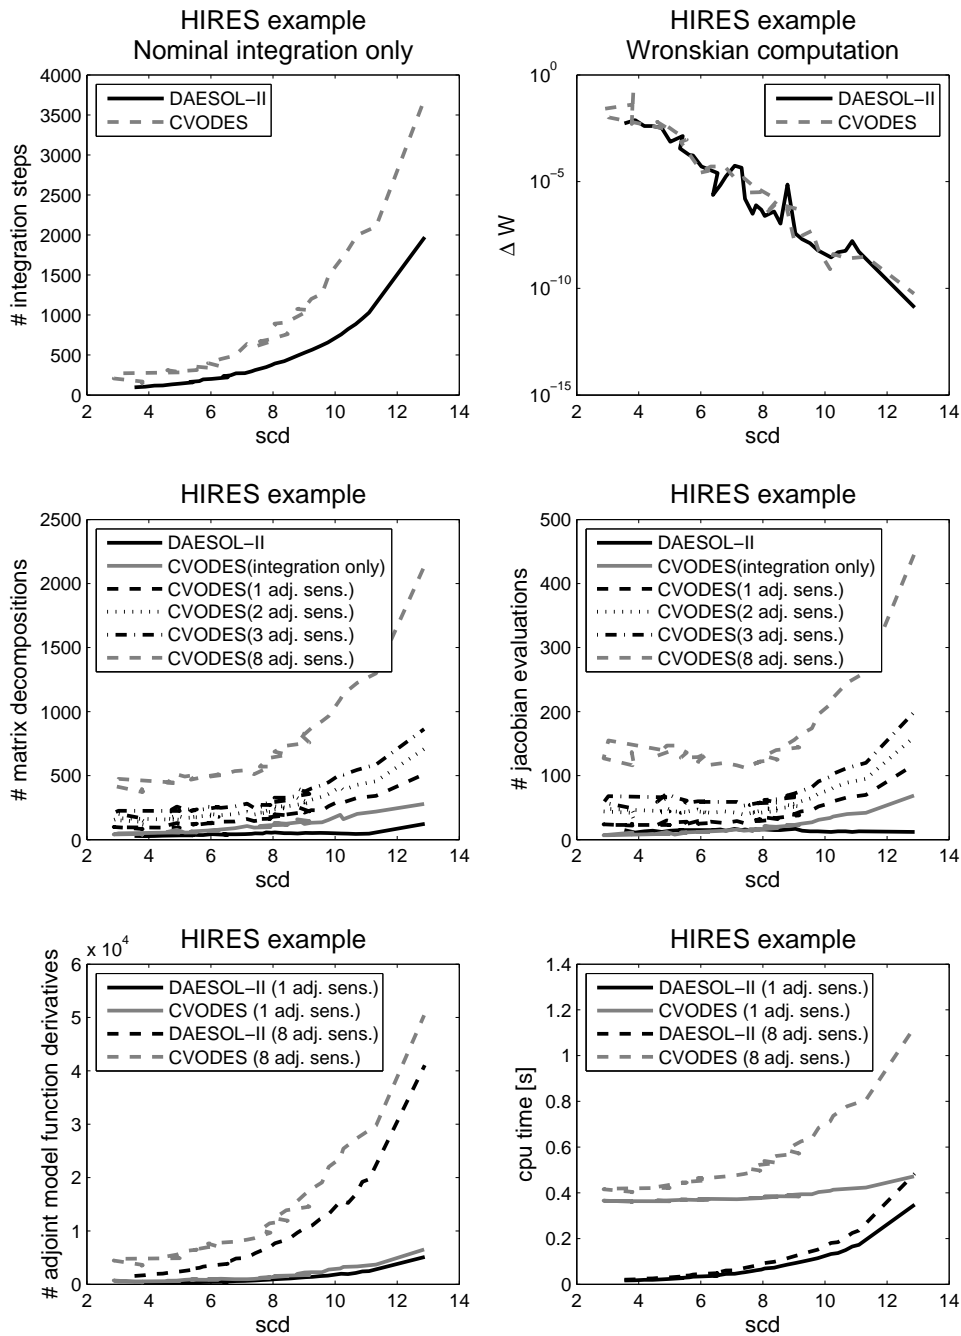 HIRES example
Nominal integration only
4000
3500
3000
2500
2000
1500
1000
500
0
2 4 6 8 10 12 14
# integration steps
scd
DAESOL−II
CVODES
HIRES example
Wronskian computation
10^0
10^−5
10^−10
10^−15
2 4 6 8 10 12 14
Δ W
scd
DAESOL−II
CVODES
HIRES example
2500
2000
1500
1000
500
0
2 4 6 8 10 12 14
# matrix decompositions
scd
DAESOL−II
CVODES(integration only)
CVODES(1 adj. sens.)
CVODES(2 adj. sens.)
CVODES(3 adj. sens.)
CVODES(8 adj. sens.)
HIRES example
500
400
300
200
100
0
2 4 6 8 10 12 14
# jacobian evaluations
scd
DAESOL−II
CVODES(integration only)
CVODES(1 adj. sens.)
CVODES(2 adj. sens.)
CVODES(3 adj. sens.)
CVODES(8 adj. sens.)
HIRES example
x 10^4
6
5
4
3
2
1
0
2 4 6 8 10 12 14
# adjoint model function derivatives
scd
DAESOL−II (1 adj. sens.)
CVODES (1 adj. sens.)
DAESOL−II (8 adj. sens.)
CVODES (8 adj. sens.)
HIRES example
1.4
1.2
1
0.8
0.6
0.4
0.2
0
2 4 6 8 10 12 14
cpu time [s]
scd
DAESOL−II (1 adj. sens.)
CVODES (1 adj. sens.)
DAESOL−II (8 adj. sens.)
CVODES (8 adj. sens.)